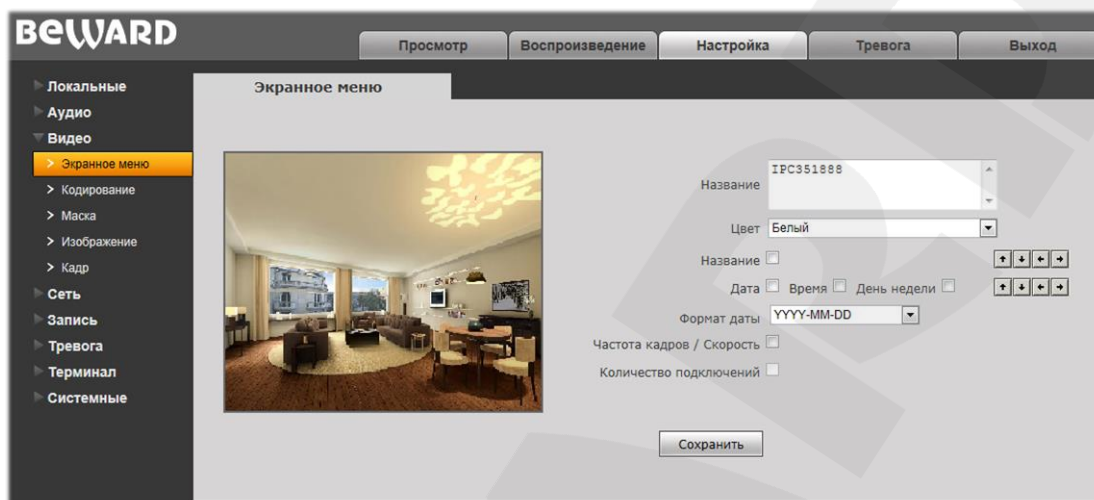 BEWARD
Просмотр Воспроизведение Настройка Тревога Выход
Локальные
Аудио
Видео
Экранное меню
Кодирование
Маска
Изображение
Кадр
Сеть
Запись
Тревога
Терминал
Системные
Экранное меню
Название IPC351888
Цвет Белый
Название
Дата Время День недели
Формат даты YYYY-MM-DD
Частота кадров / Скорость
Количество подключений
Сохранить